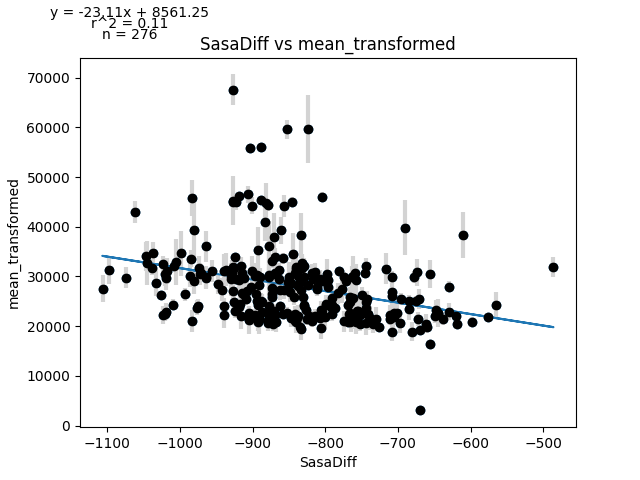 y = -23.11x + 8561.25
r^2 = 0.11
n = 276
SasaDiff vs mean_transformed
70000
60000
50000
40000
30000
20000
10000
0
mean_transformed
−1100 −1000 −900 −800 −700 −600 −500
SasaDiff